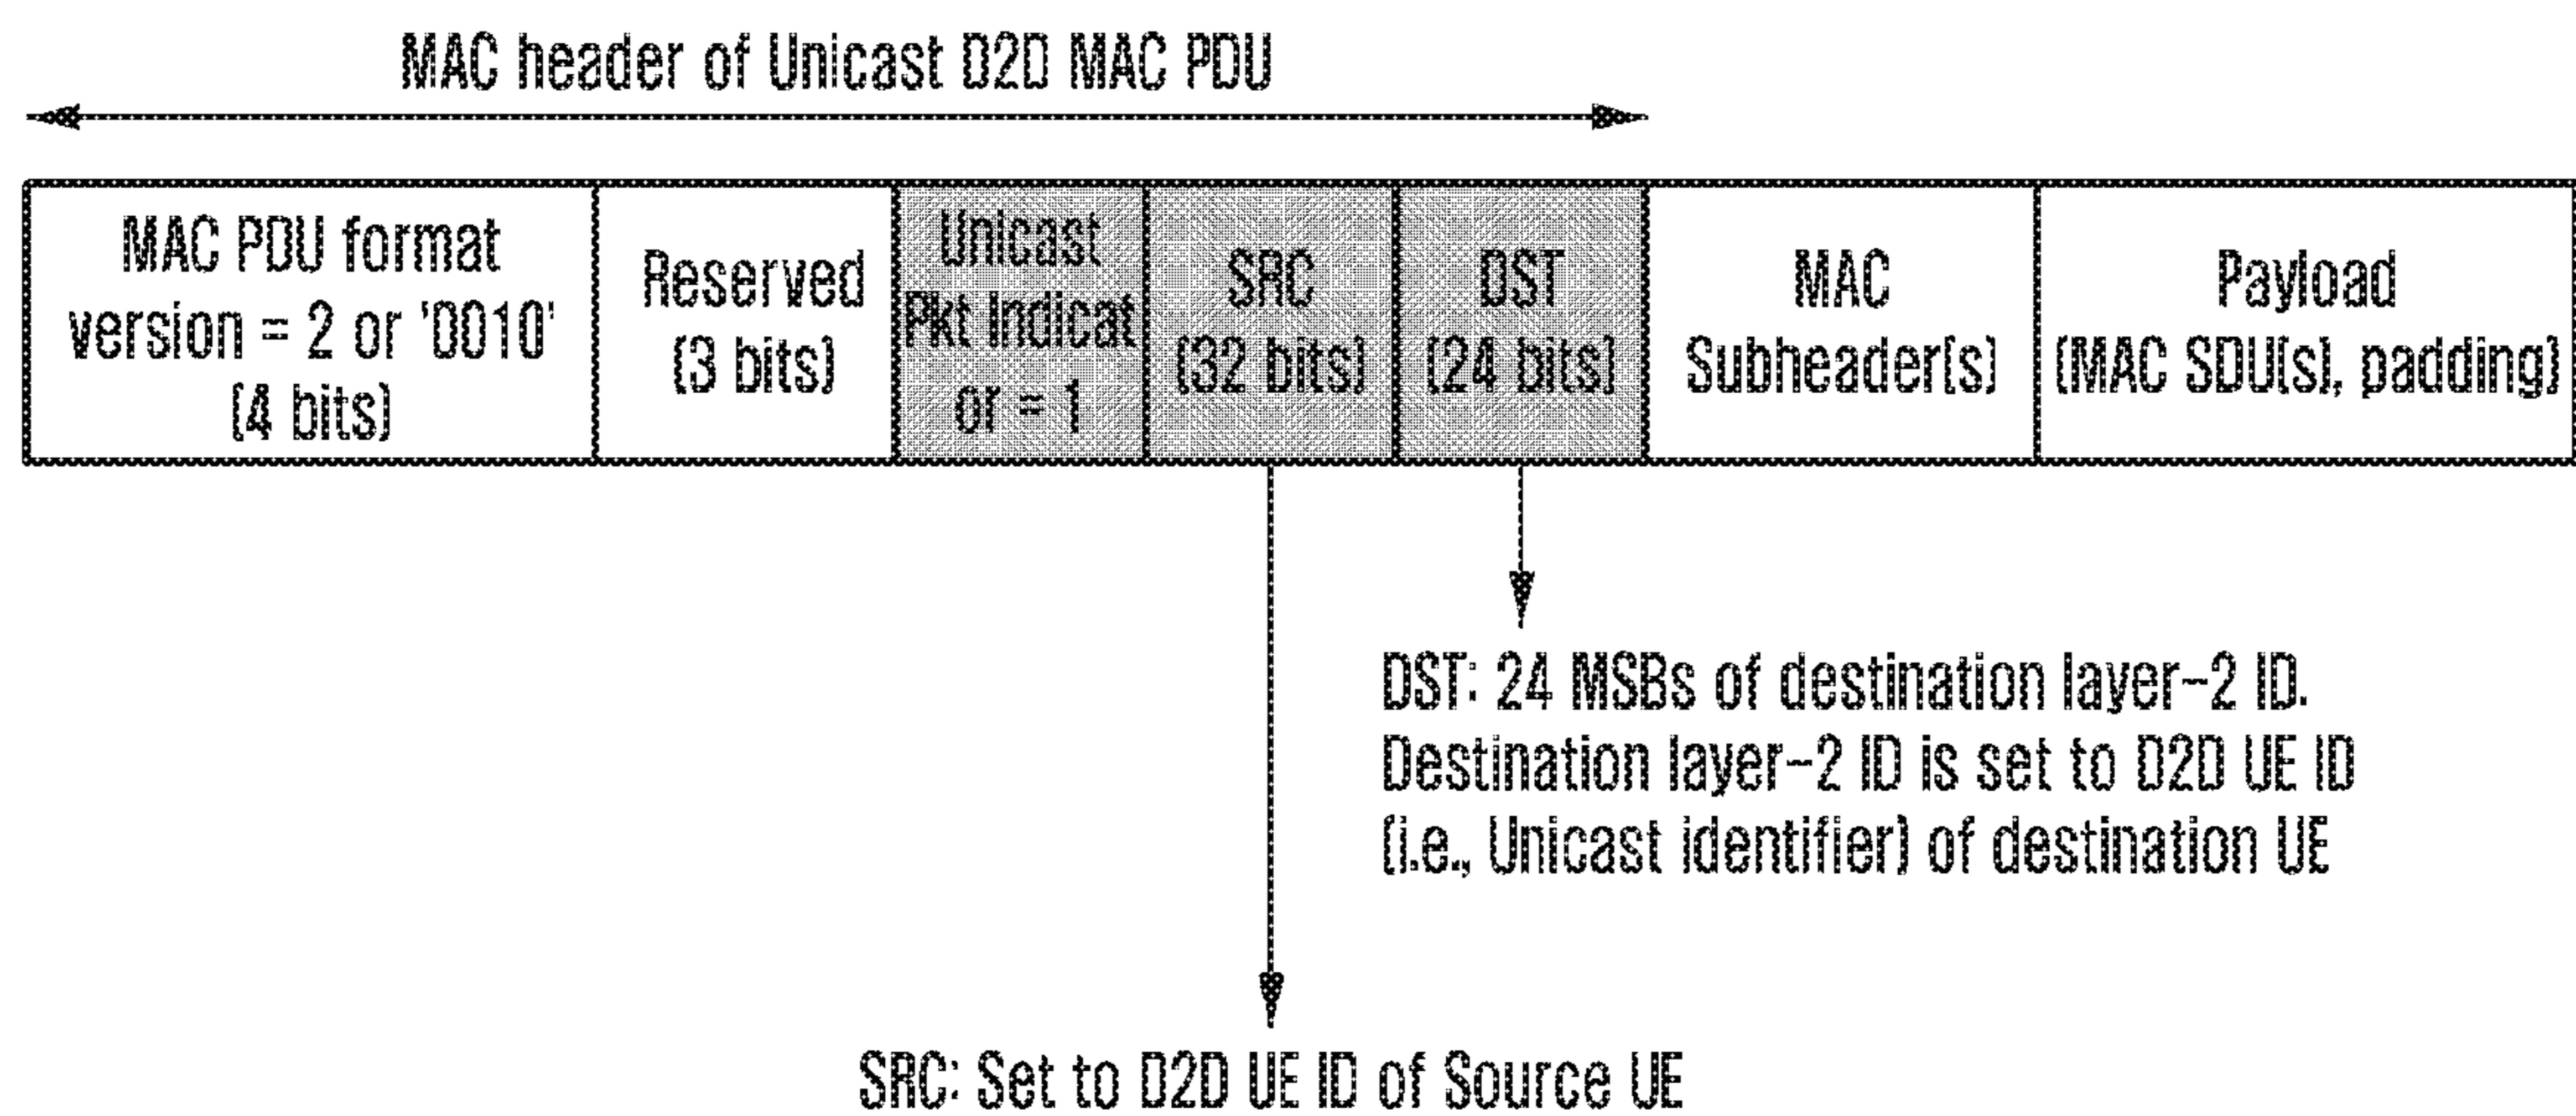 MAC header of Unicast D2D MAC PDU
MAC PDU format
version = 2 or '0010'
(4 bits)
Reserved
(3 bits)
Unicast
Pkt Indicat
or = 1
SRC
(32 bits)
DST
(24 bits)
MAC
Subheader(s)
Payload
(MAC SDU(s), padding)
DST: 24 MSBs of destination layer-2 ID.
Destination layer-2 ID is set to D2D UE ID
(i.e., Unicast identifier) of destination UE
SRC: Set to D2D UE ID of Source UE